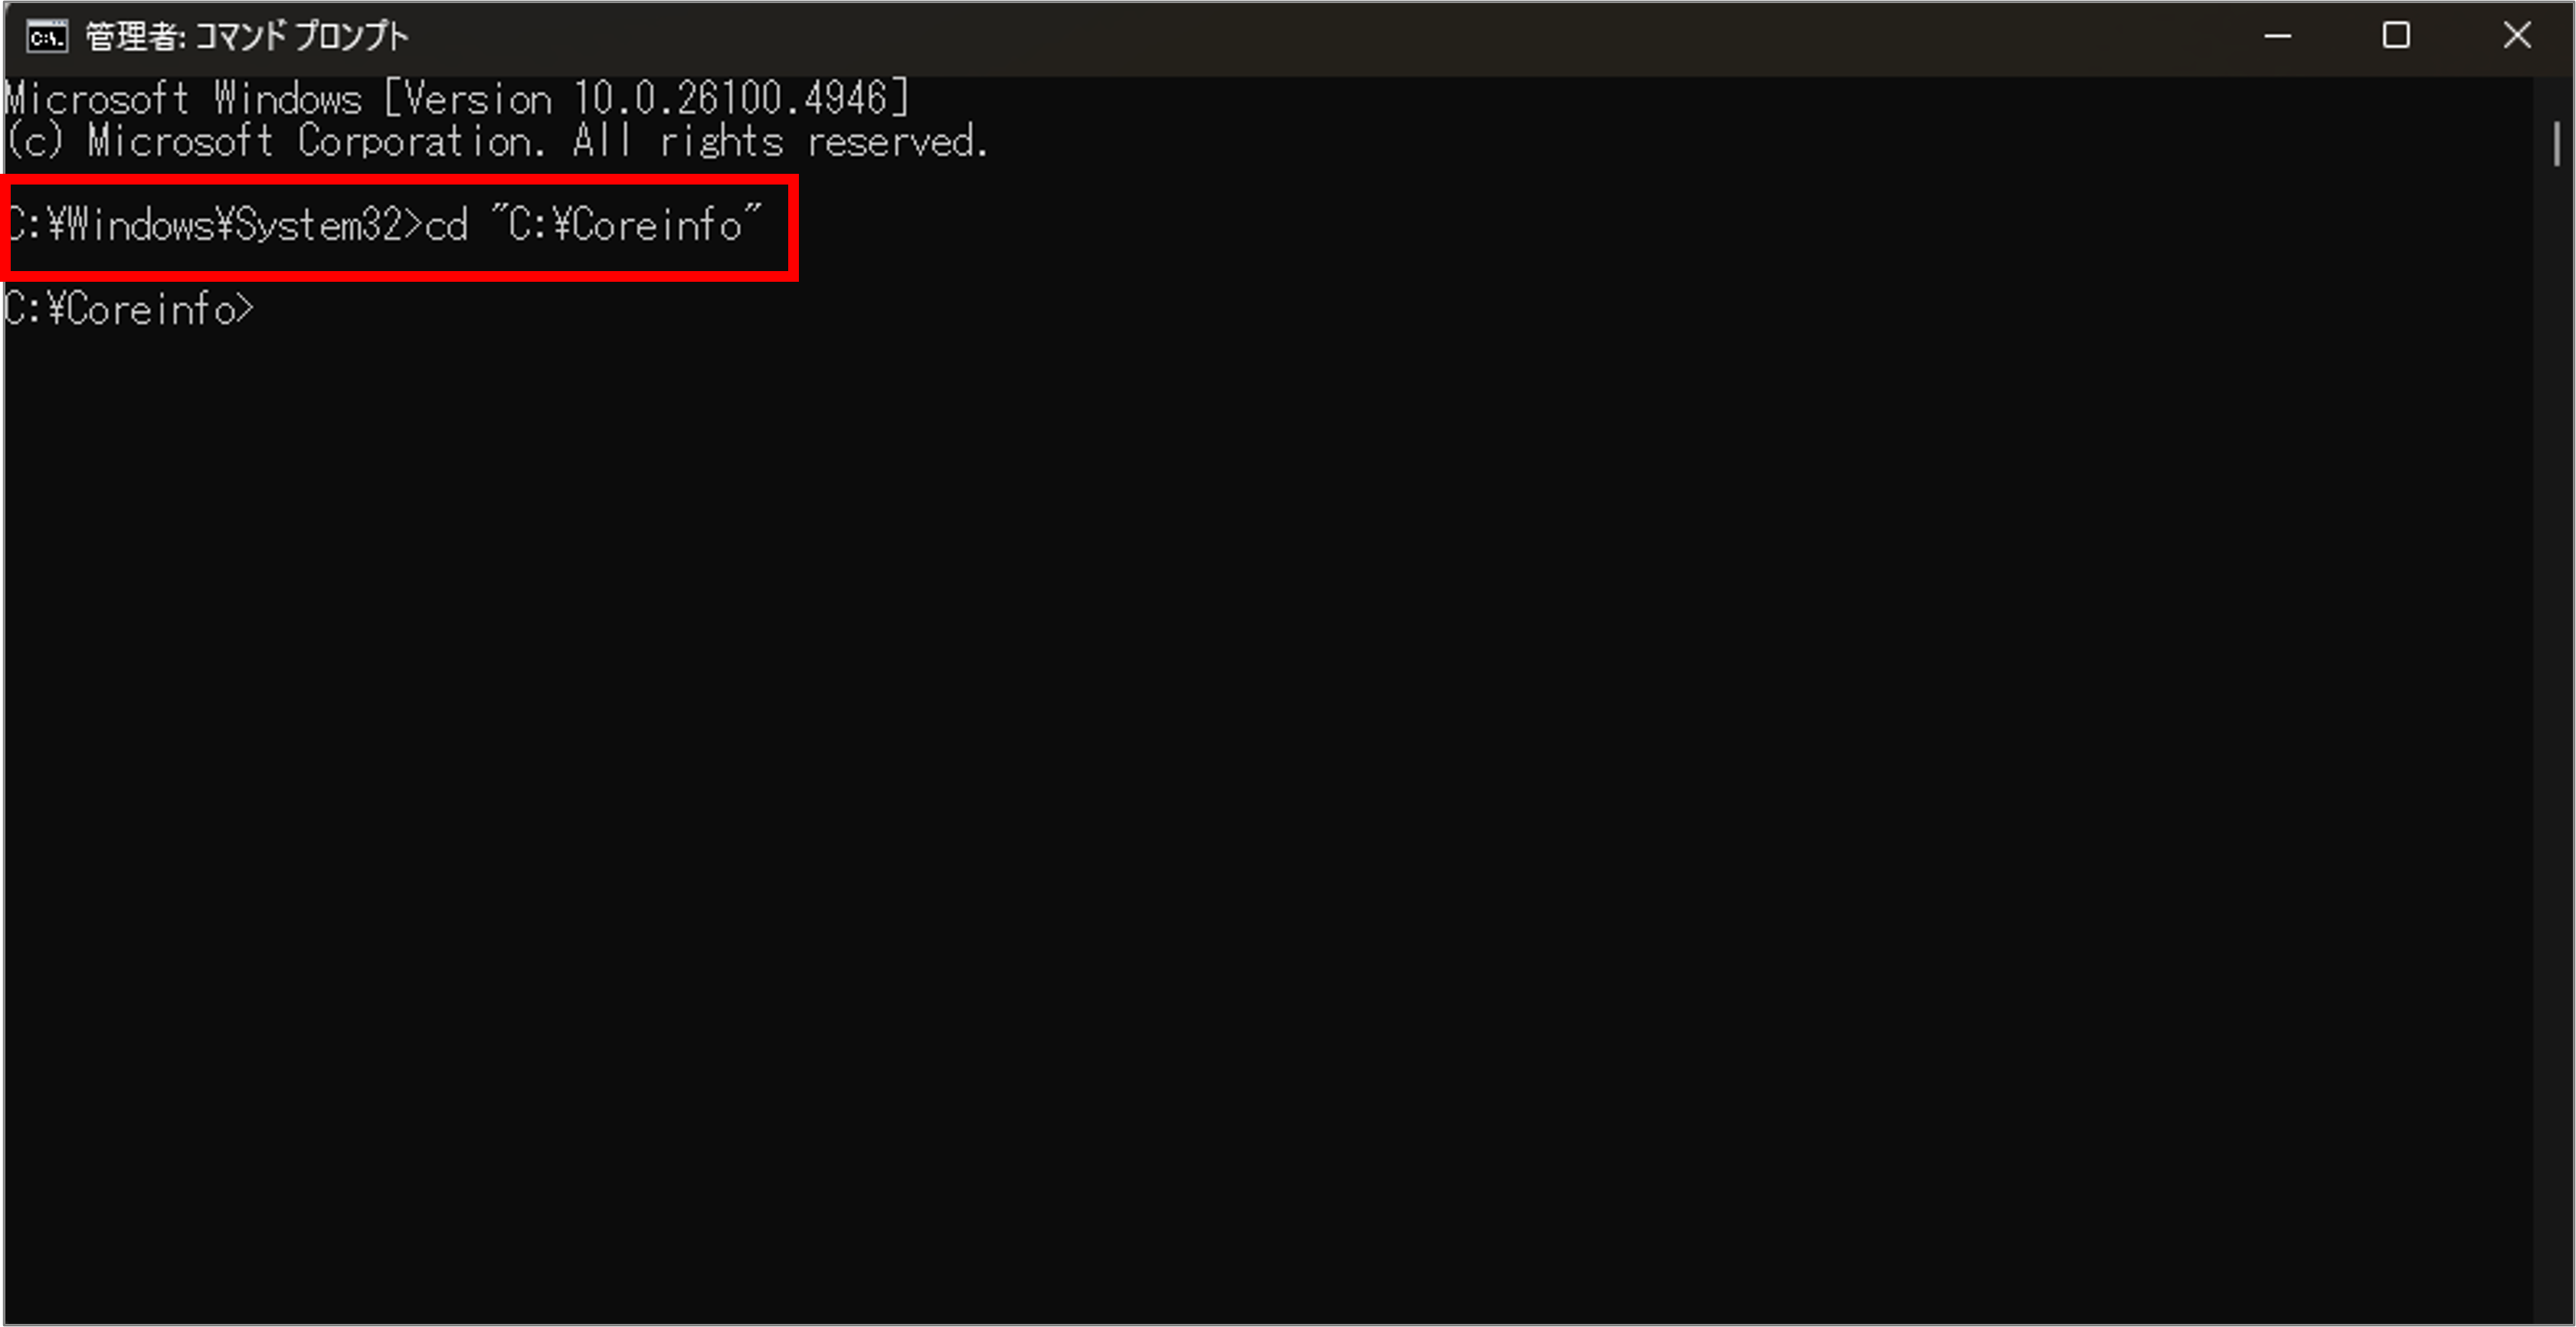 管理者: コマンド プロンプト
Microsoft Windows [Version 10.0.26100.4946]
(c) Microsoft Corporation. All rights reserved.
C:¥Windows¥System32>cd "C:¥Coreinfo"
C:¥Coreinfo>